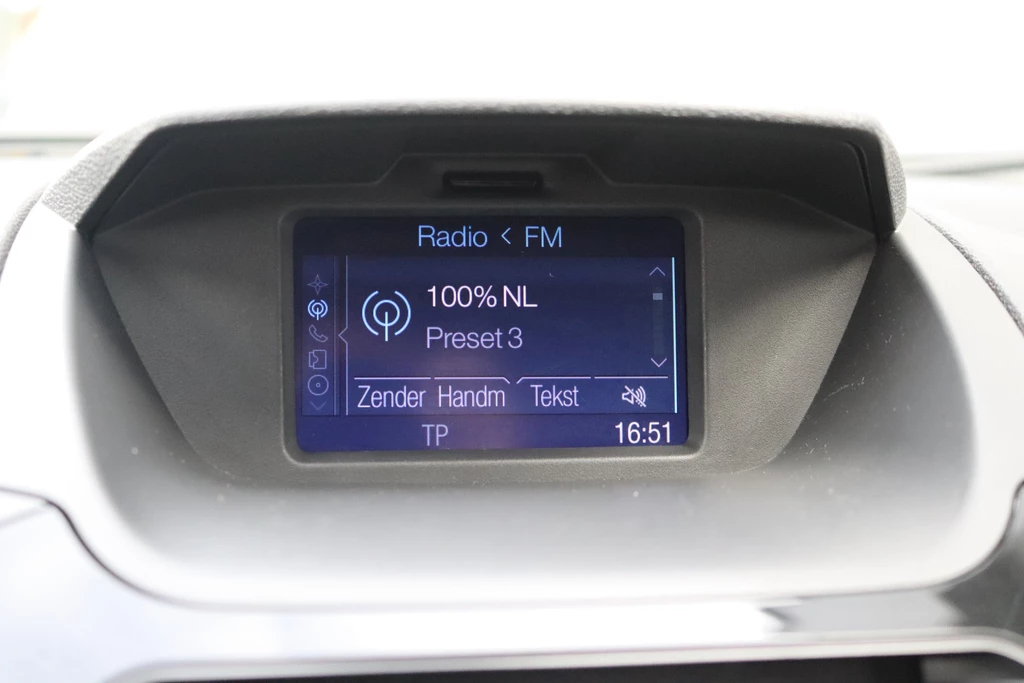 Radio < FM
100% NL
Preset 3
Zender Handm Tekst
TP 16:51